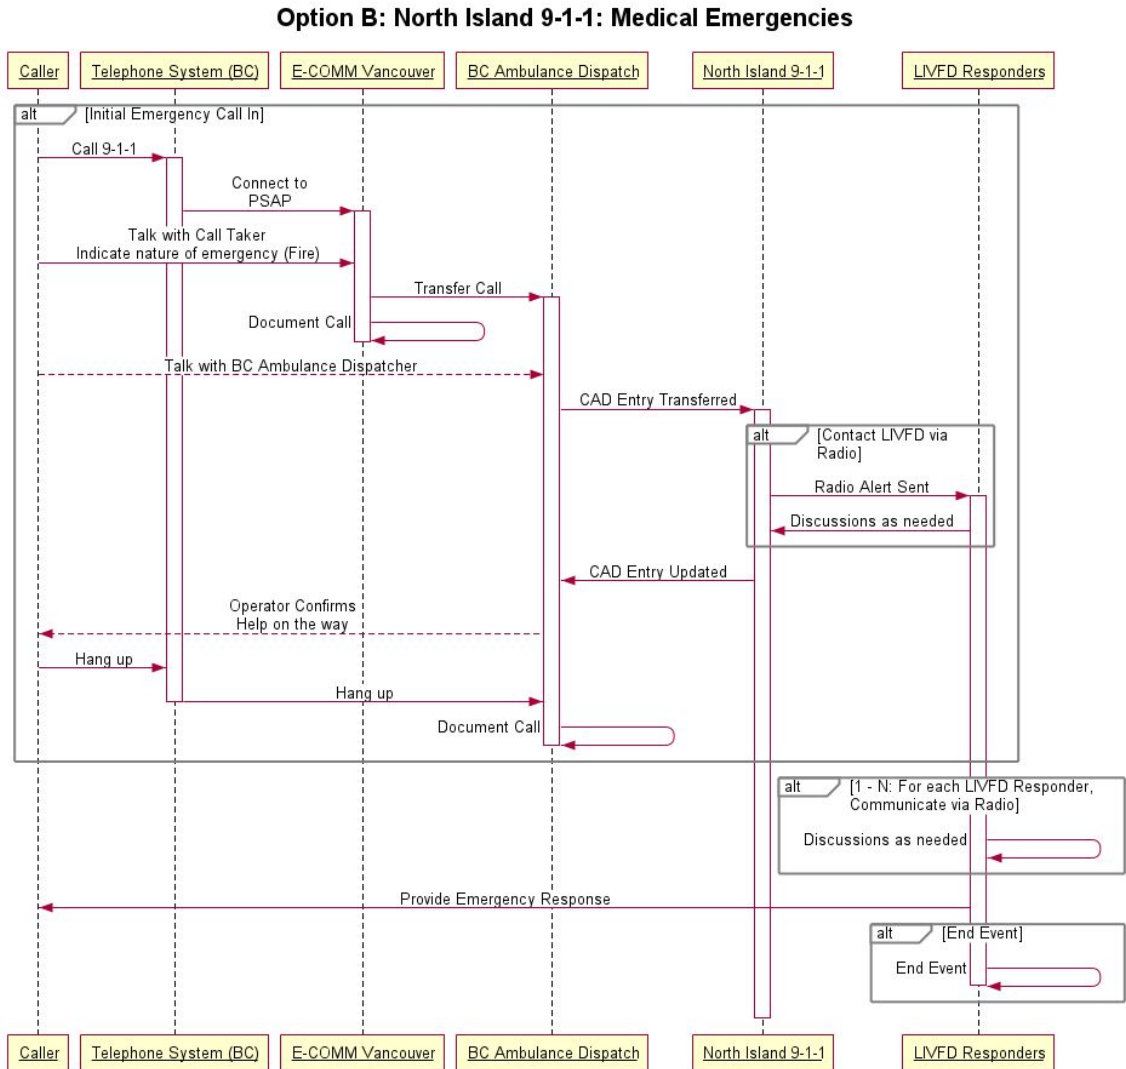 Option B: North Island 9-1-1: Medical Emergencies
Caller
Telephone System (BC)
E-COMM Vancouver
BC Ambulance Dispatch
North Island 9-1-1
LIVFD Responders
alt
[Initial Emergency Call In]
Call 9-1-1
Connect to
PSAP
Talk with Call Taker
Indicate nature of emergency (Fire)
Transfer Call
Document Call
Talk with BC Ambulance Dispatcher
CAD Entry Transferred
alt
[Contact LIVFD via
Radio]
Radio Alert Sent
Discussions as needed
CAD Entry Updated
Operator Confirms
Help on the way
Hang up
Hang up
Document Call
alt
[1 - N: For each LIVFD Responder,
Communicate via Radio]
Discussions as needed
Provide Emergency Response
alt
[End Event]
End Event
Caller
Telephone System (BC)
E-COMM Vancouver
BC Ambulance Dispatch
North Island 9-1-1
LIVFD Responders